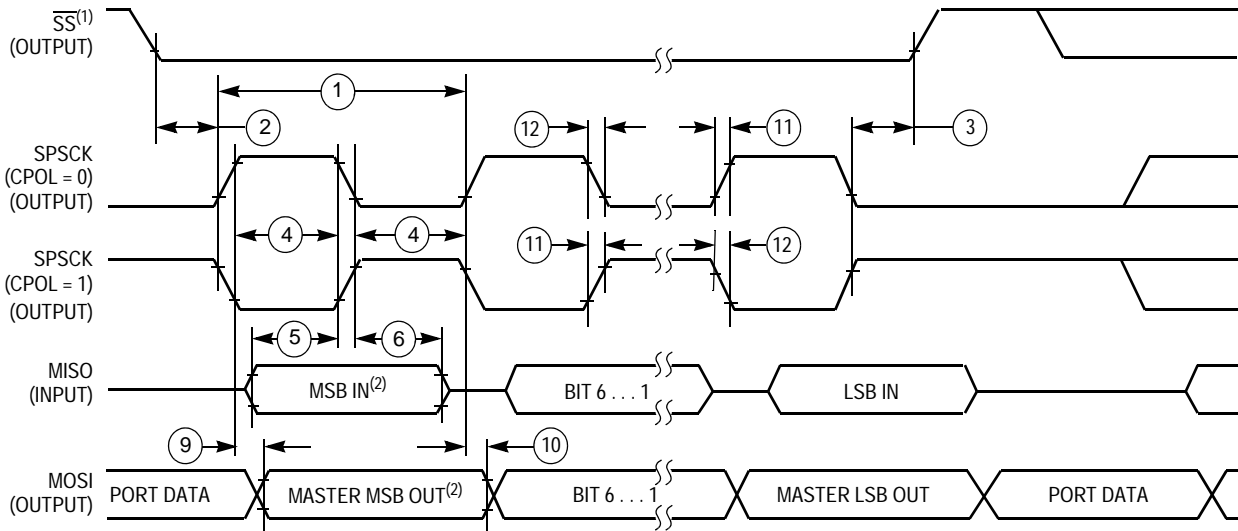 SS(1)
(OUTPUT)
1
2
12
11
3
SPSCK
(CPOL = 0)
(OUTPUT)
4
4
11
12
SPSCK
(CPOL = 1)
(OUTPUT)
5
6
MISO
(INPUT)
MSB IN(2)
BIT 6 . . . 1
LSB IN
9
10
MOSI
(OUTPUT)
PORT DATA
MASTER MSB OUT(2)
BIT 6 . . . 1
MASTER LSB OUT
PORT DATA